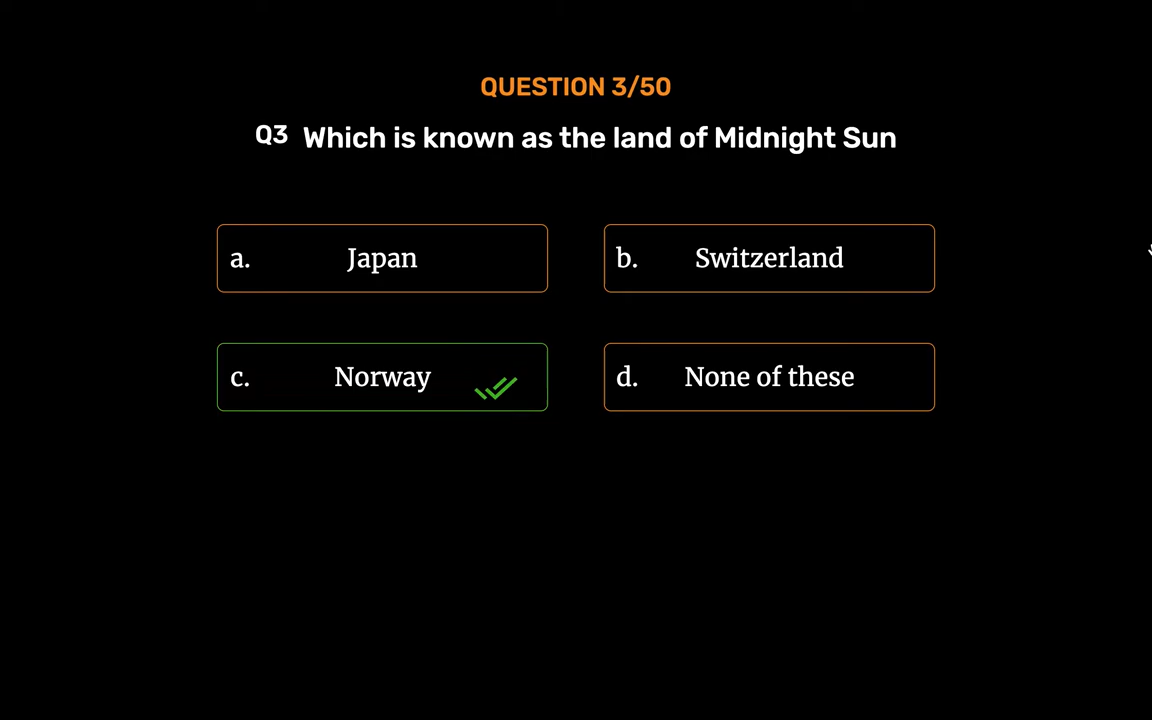 QUESTION 3/50
Q3 Which is known as the land of Midnight Sun
a. Japan
b. Switzerland
c. Norway
d. None of these